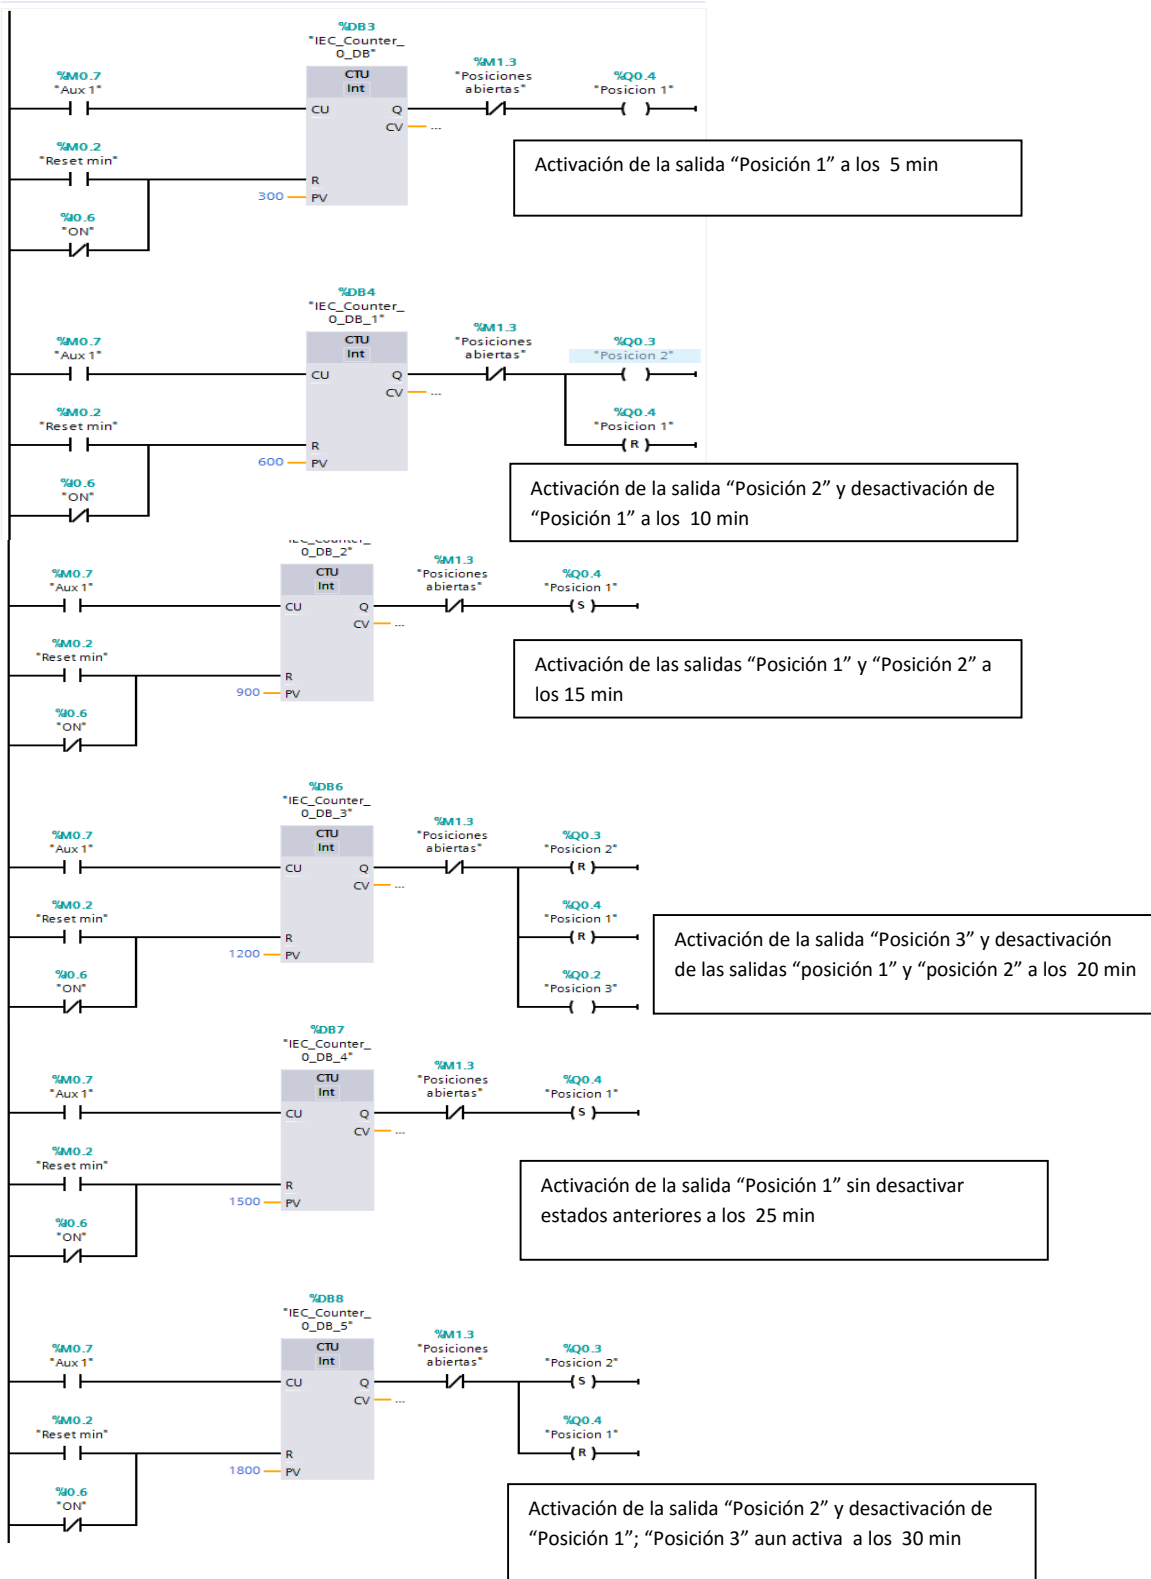 %DB3
"IEC_Counter_
0_DB"
CTU
Int
%M0.7
"Aux 1"
CU
Q
CV
...
%M1.3
"Posiciones
abiertas"
%Q0.4
"Posicion 1"
( )
%M0.2
"Reset min"
R
300
PV
%I0.6
"ON"
Activación de la salida “Posición 1” a los 5 min
%DB4
"IEC_Counter_
0_DB_1"
CTU
Int
%M0.7
"Aux 1"
CU
Q
CV
...
%M1.3
"Posiciones
abiertas"
%Q0.3
"Posicion 2"
( )
%Q0.4
"Posicion 1"
( R )
%M0.2
"Reset min"
R
600
PV
%I0.6
"ON"
Activación de la salida “Posición 2” y desactivación de
“Posición 1” a los 10 min
IEC_Counter_
0_DB_2"
CTU
Int
%M0.7
"Aux 1"
CU
Q
CV
...
%M1.3
"Posiciones
abiertas"
%Q0.4
"Posicion 1"
( S )
%M0.2
"Reset min"
R
900
PV
%I0.6
"ON"
Activación de las salidas “Posición 1” y “Posición 2” a
los 15 min
%DB6
"IEC_Counter_
0_DB_3"
CTU
Int
%M0.7
"Aux 1"
CU
Q
CV
...
%M1.3
"Posiciones
abiertas"
%Q0.3
"Posicion 2"
( R )
%Q0.4
"Posicion 1"
( R )
%Q0.2
"Posicion 3"
( )
%M0.2
"Reset min"
R
1200
PV
%I0.6
"ON"
Activación de la salida “Posición 3” y desactivación
de las salidas “posición 1” y “posición 2” a los 20 min
%DB7
"IEC_Counter_
0_DB_4"
CTU
Int
%M0.7
"Aux 1"
CU
Q
CV
...
%M1.3
"Posiciones
abiertas"
%Q0.4
"Posicion 1"
( S )
%M0.2
"Reset min"
R
1500
PV
%I0.6
"ON"
Activación de la salida “Posición 1” sin desactivar
estados anteriores a los 25 min
%DB8
"IEC_Counter_
0_DB_5"
CTU
Int
%M0.7
"Aux 1"
CU
Q
CV
...
%M1.3
"Posiciones
abiertas"
%Q0.3
"Posicion 2"
( S )
%Q0.4
"Posicion 1"
( R )
%M0.2
"Reset min"
R
1800
PV
%I0.6
"ON"
Activación de la salida “Posición 2” y desactivación de
“Posición 1”; “Posición 3” aun activa a los 30 min